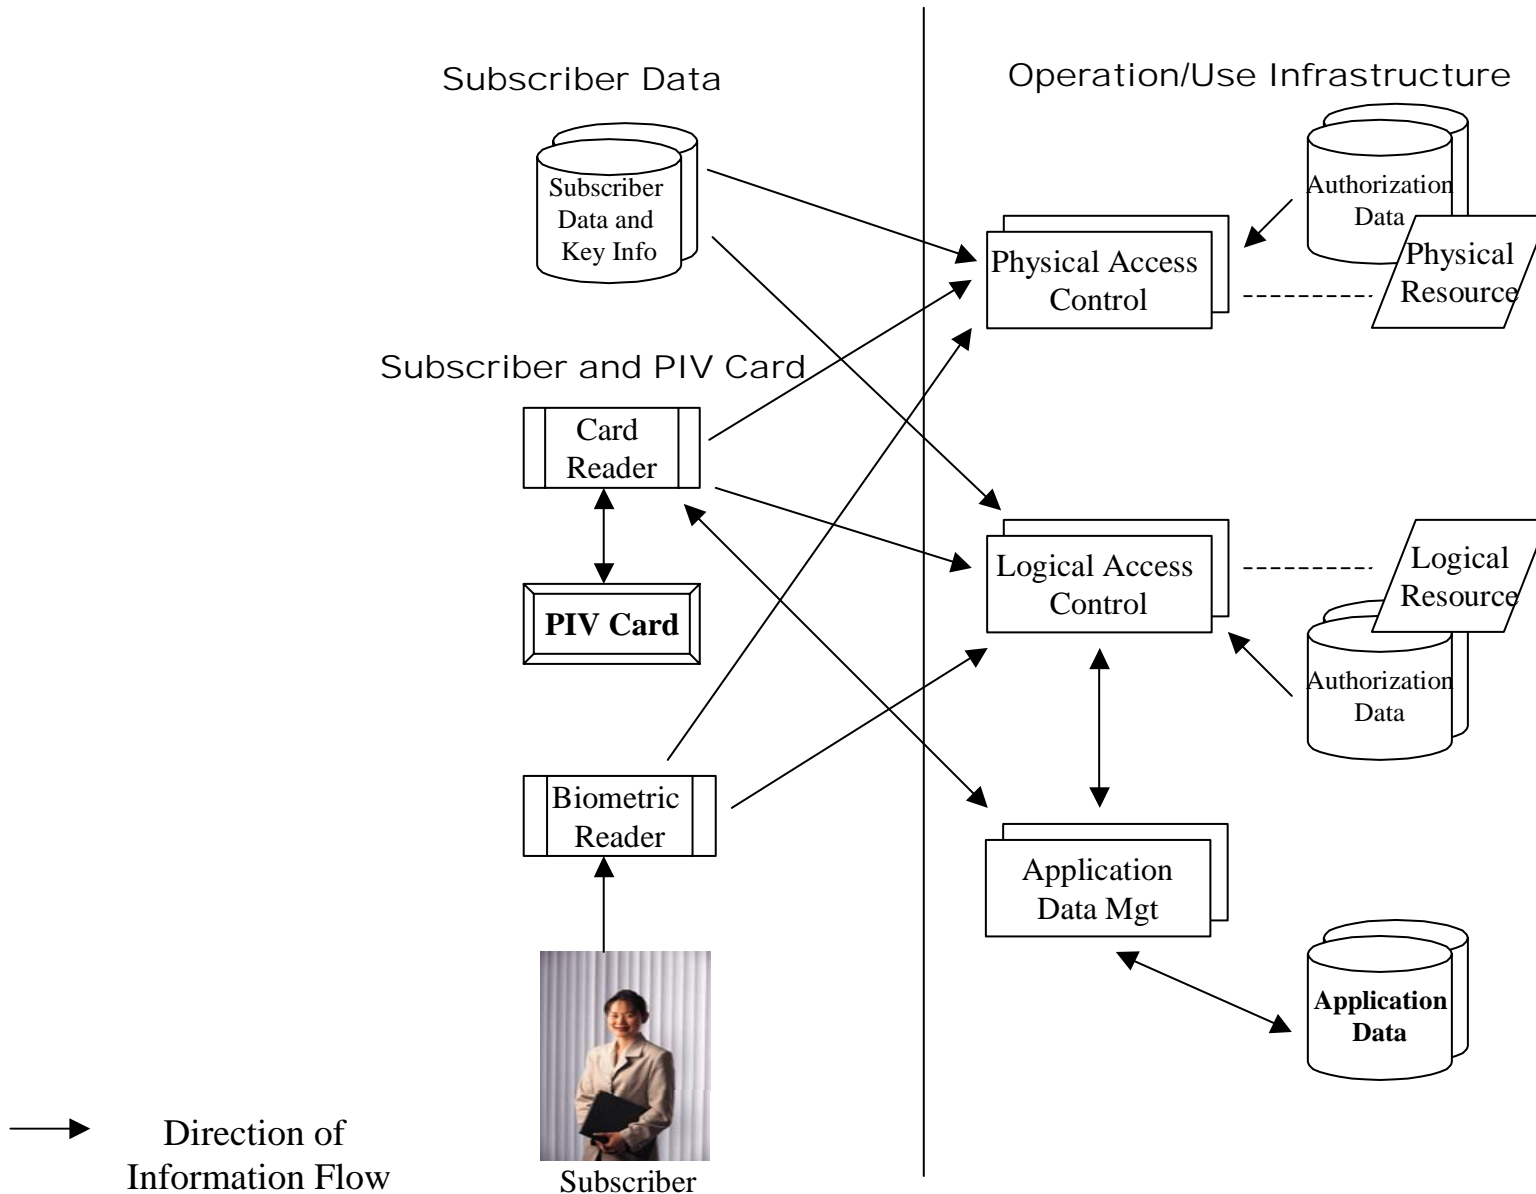 Subscriber Data
Subscriber
Data and
Key Info
Subscriber and PIV Card
Card
Reader
PIV Card
Biometric
Reader
Subscriber
Direction of
Information Flow
Operation/Use Infrastructure
Authorization
Data
Physical Access
Control
Physical
Resource
Logical Access
Control
Logical
Resource
Authorization
Data
Application
Data Mgt
Application
Data